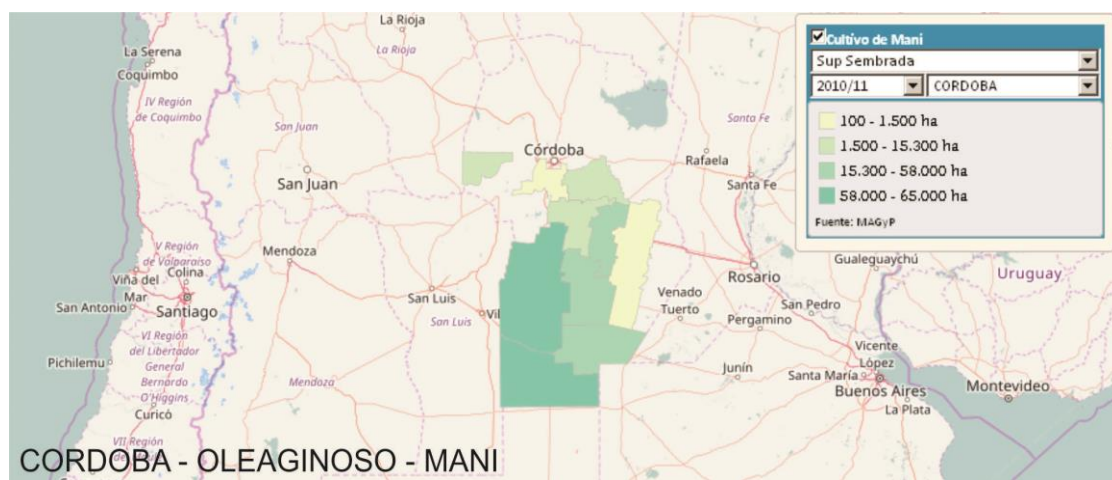 La Rioja
La Rioja
La Serena
Coquimbo
IV Región
de Coquimbo
San Juan
San Juan
Córdoba
Rafaela
Santa Fe
Santa Fe
Mendoza
V Región
de Valparaíso
Viña del
Mar
Colina
San Antonio
Santiago
San Luis
San Luis
Vil
Venado
Tuerto
Rosario
San Pedro
Pergamino
Gualeguaychú
Uruguay
VI Región
del Libertador
General
Bernardo
O'Higgins
Pichilemu
Mendoza
Curicó
VII Región
Junín
Vicente
López
Santa María
Buenos Aires
La Plata
Montevideo
Cultivo de Mani
Sup Sembrada
2010/11
CORDOBA
100 - 1.500 ha
1.500 - 15.300 ha
15.300 - 58.000 ha
58.000 - 65.000 ha
Fuente: MAGyP
CORDOBA - OLEAGINOSO - MANI